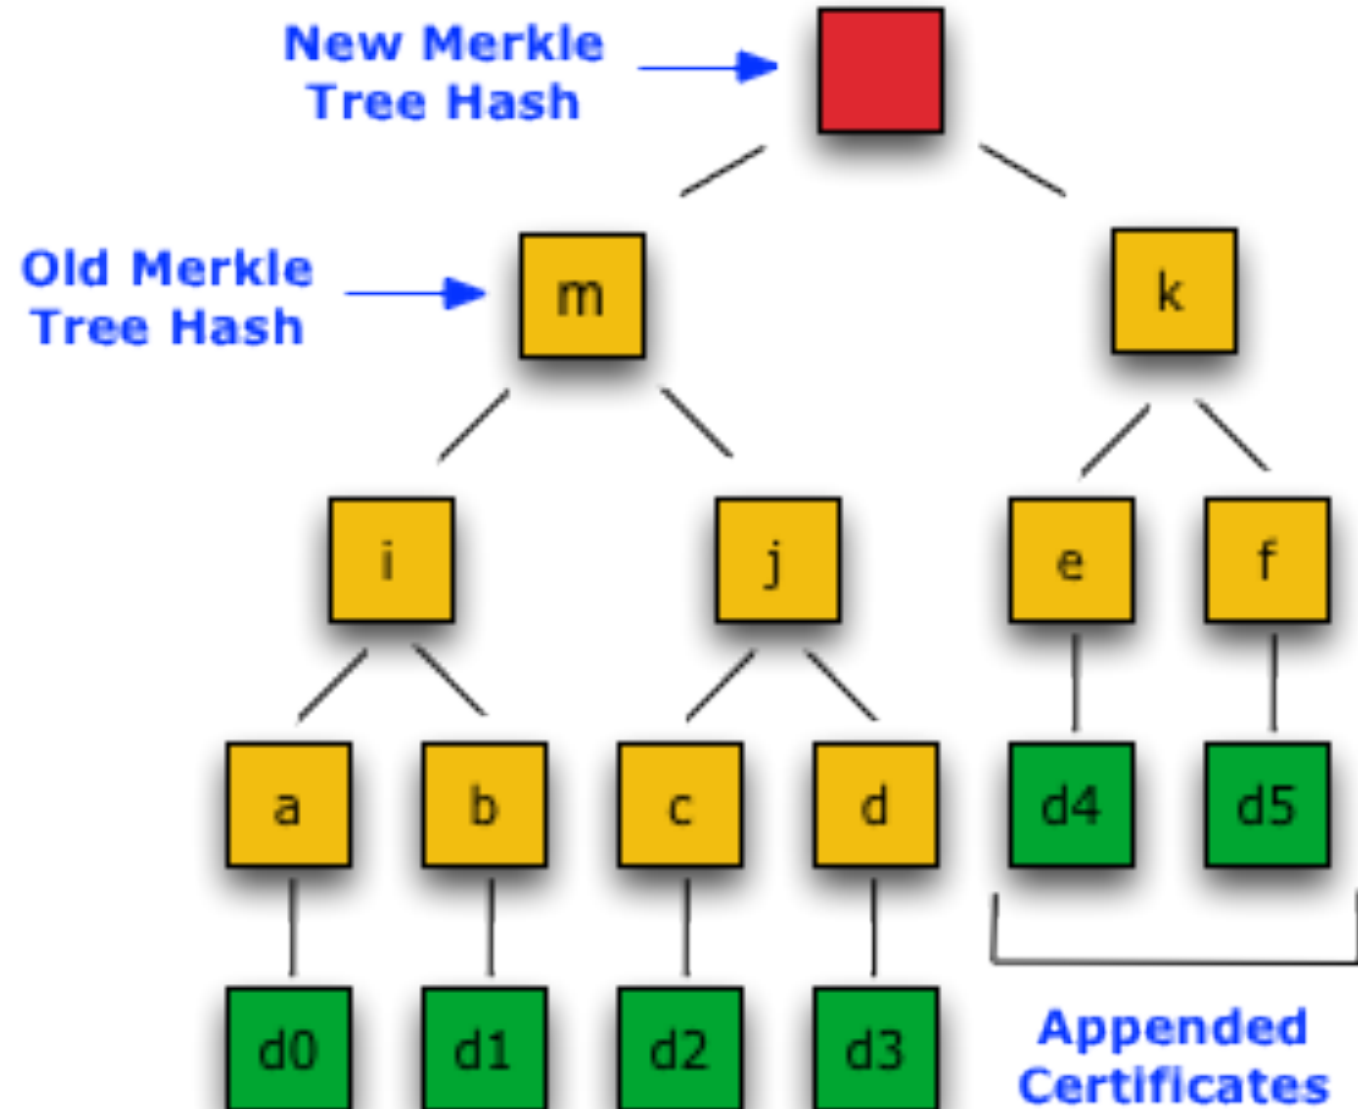 New Merkle
Tree Hash
Old Merkle
Tree Hash
m
k
i
j
e
f
a
b
c
d
d4
d5
d0
d1
d2
d3
Appended
Certificates